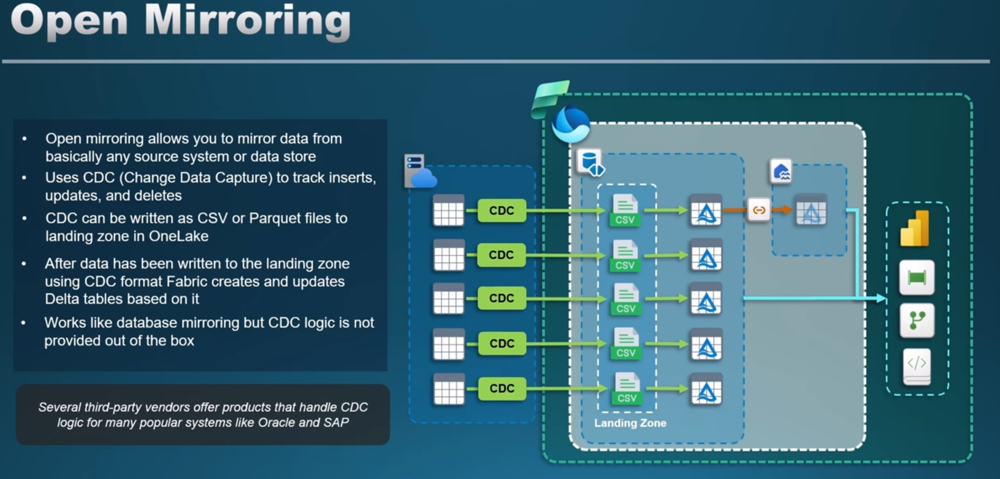 Open Mirroring
• Open mirroring allows you to mirror data from
basically any source system or data store
• Uses CDC (Change Data Capture) to track inserts,
updates, and deletes
• CDC can be written as CSV or Parquet files to
landing zone in OneLake
• After data has been written to the landing zone
using CDC format Fabric creates and updates
Delta tables based on it
• Works like database mirroring but CDC logic is not
provided out of the box
Several third-party vendors offer products that handle CDC
logic for many popular systems like Oracle and SAP
CDC
CSV
CDC
CSV
CDC
CSV
CDC
CSV
CDC
CSV
Landing Zone